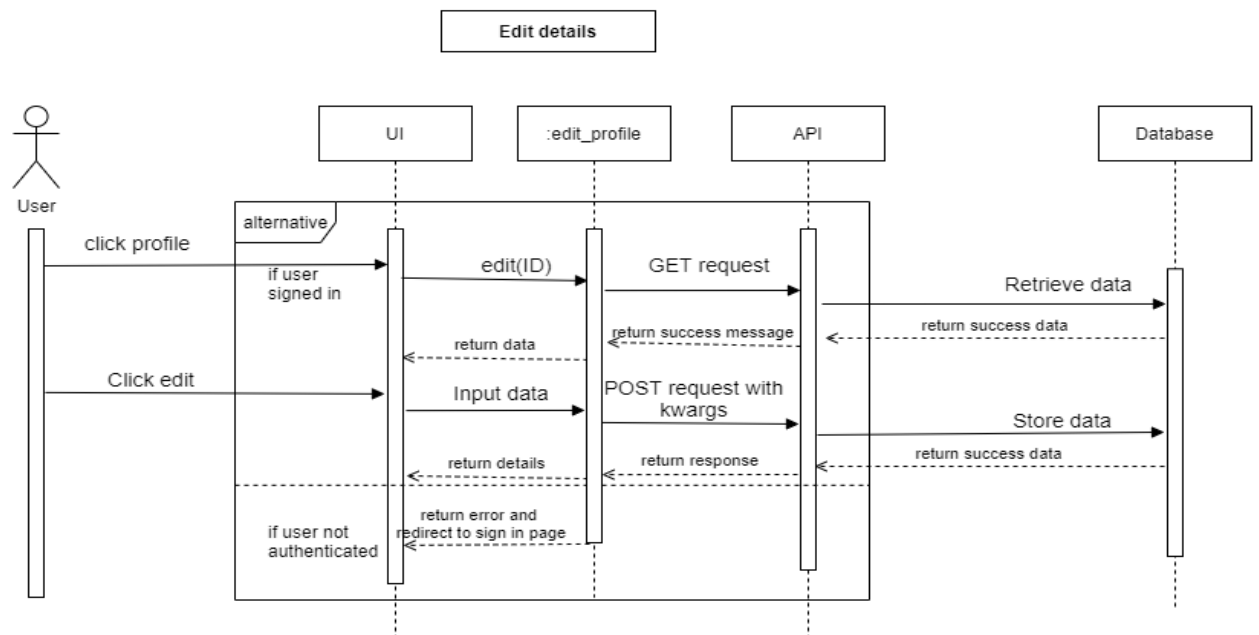 Edit details
UI
:edit_profile
API
Database
User
alternative
click profile
if user
signed in
edit(ID)
GET request
Retrieve data
return success data
return success message
return data
Click edit
Input data
POST request with
kwargs
Store data
return success data
return response
return details
if user not
authenticated
return error and
redirect to sign in page